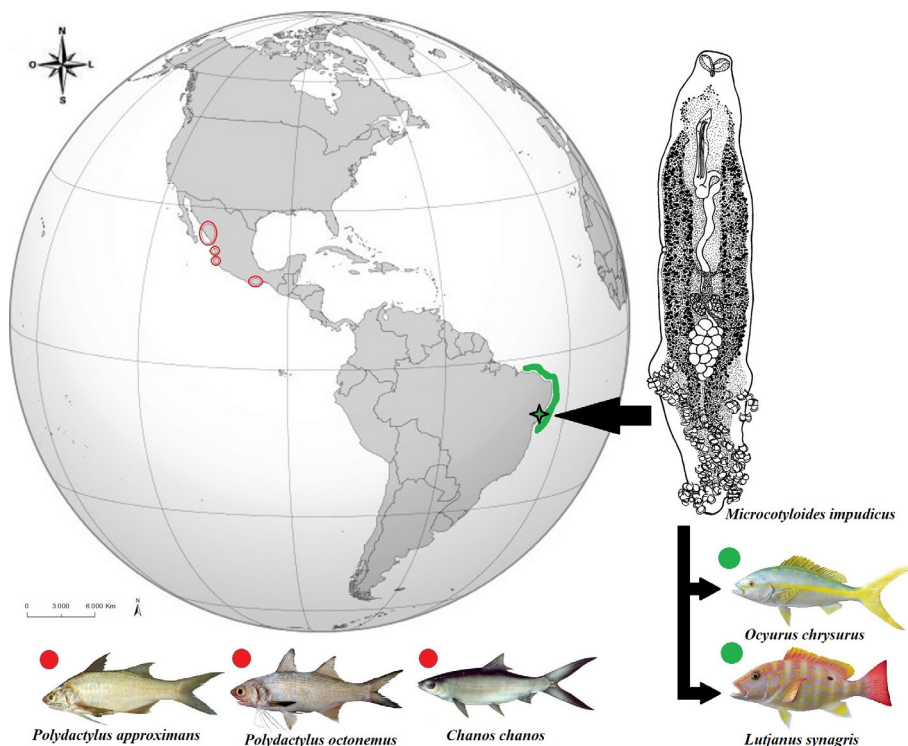 N
O L
S
Microcotyloides impudicus
Ocyurus chrysurus
0 3.000 6.000 Km
N
Polydactylus approximans
Polydactylus octonemus
Chanos chanos
Lutjanus synagris